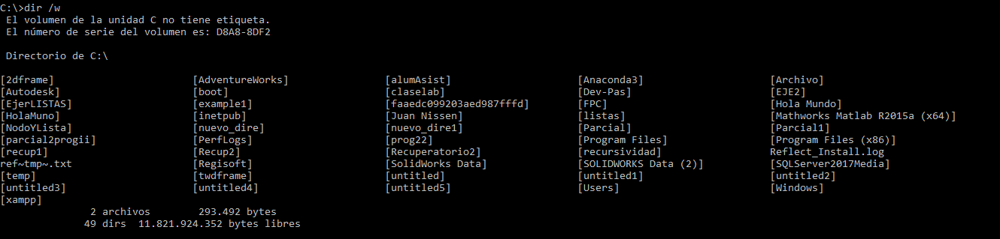 C:\>dir /w
 El volumen de la unidad C no tiene etiqueta.
 El número de serie del volumen es: D8A8-8DF2

 Directorio de C:\

[2dframe]                       [AdventureWorks]                [alumAsist]                     [Anaconda3]                     [Archivo]
[Autodesk]                      [boot]                          [claselab]                      [Dev-Pas]                       [EJE2]
[EjerLISTAS]                    [example1]                      [faaedc099203aed987fffd]        [FPC]                           [Hola Mundo]
[HolaMuno]                      [inetpub]                       [Juan Nissen]                   [listas]                        [Mathworks Matlab R2015a (x64)]
[NodoYLista]                    [nuevo_dire]                    [nuevo_dire1]                   [Parcial]                       [Parcial1]
[parcial2progii]                [PerfLogs]                      [prog22]                        [Program Files]                 [Program Files (x86)]
[recup1]                        [Recup2]                        [Recuperatorio2]                [recursividad]                  Reflect_Install.log
ref~tmp~.txt                    [Regisoft]                      [SolidWorks Data]               [SOLIDWORKS Data (2)]           [SQLServer2017Media]
[temp]                          [twdframe]                      [untitled]                      [untitled1]                     [untitled2]
[untitled3]                     [untitled4]                     [untitled5]                     [Users]                         [Windows]
[xampp]
               2 archivos        293.492 bytes
              49 dirs  11.821.924.352 bytes libres